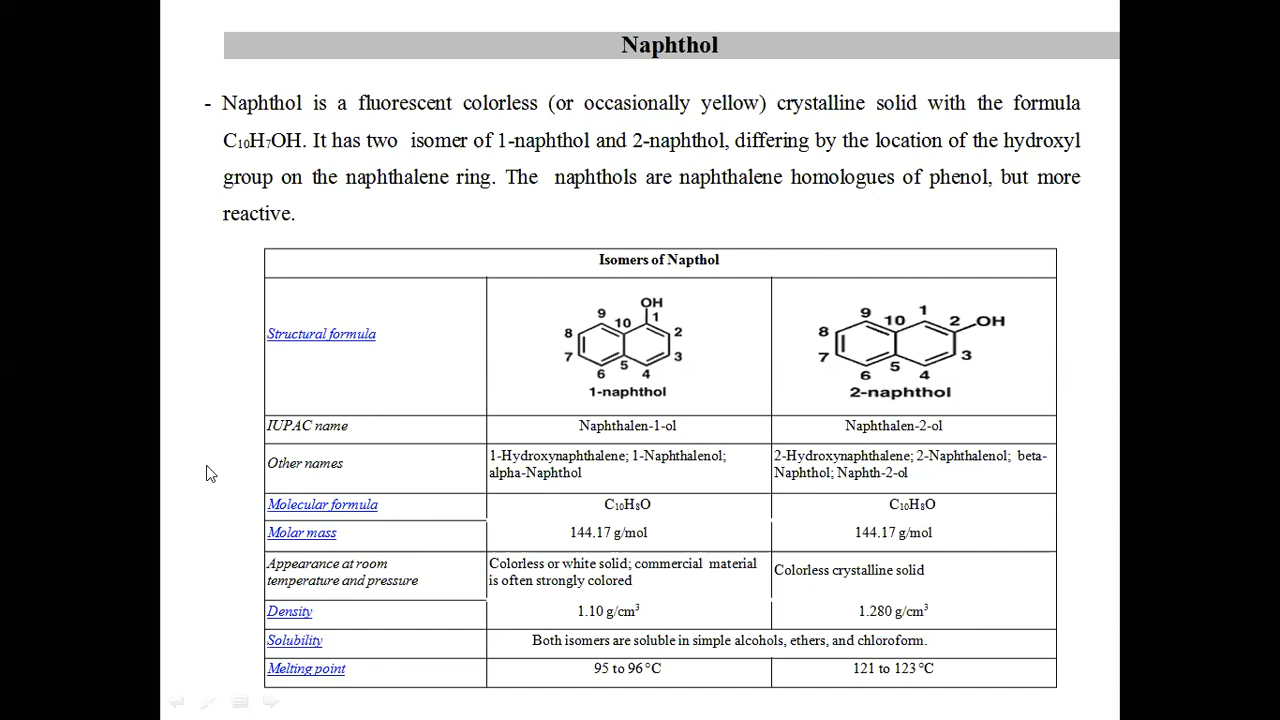 Naphthol
- Naphthol is a fluorescent colorless (or occasionally yellow) crystalline solid with the formula
C₁₀H₇OH. It has two isomer of 1-naphthol and 2-naphthol, differing by the location of the hydroxyl
group on the naphthalene ring. The naphthols are naphthalene homologues of phenol, but more
reactive.
Isomers of Napthol
Structural formula
OH
9 10 1
8 2
7 3
6 5 4
1-naphthol
9 10 1 2 OH
8
7 3
6 5 4
2-naphthol
IUPAC name Naphthalen-1-ol Naphthalen-2-ol
Other names
1-Hydroxynaphthalene; 1-Naphthalenol;
alpha-Naphthol
2-Hydroxynaphthalene; 2-Naphthalenol; beta-
Naphthol; Naphth-2-ol
Molecular formula C₁₀H₈O C₁₀H₈O
Molar mass 144.17 g/mol 144.17 g/mol
Appearance at room
temperature and pressure
Colorless or white solid; commercial material
is often strongly colored
Colorless crystalline solid
Density 1.10 g/cm³ 1.280 g/cm³
Solubility Both isomers are soluble in simple alcohols, ethers, and chloroform.
Melting point 95 to 96 °C 121 to 123 °C